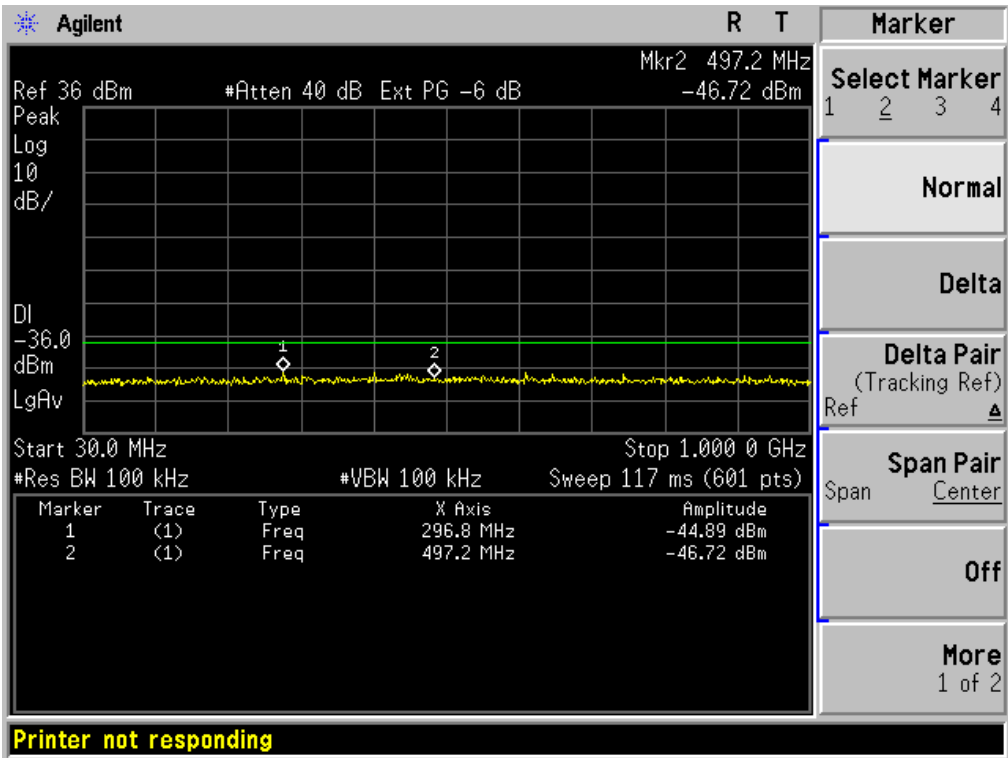 Agilent R T
Mkr2 497.2 MHz
Ref 36 dBm #Atten 40 dB Ext PG -6 dB -46.72 dBm
Peak
Log
10
dB/
DI
-36.0
dBm
LgAv
1
2
Start 30.0 MHz Stop 1.000 0 GHz
#Res BW 100 kHz #VBW 100 kHz Sweep 117 ms (601 pts)
Marker Trace Type X Axis Amplitude
1 (1) Freq 296.8 MHz -44.89 dBm
2 (1) Freq 497.2 MHz -46.72 dBm
Printer not responding
Marker
Select Marker
1 2 3 4
Normal
Delta
Delta Pair
(Tracking Ref)
Ref Δ
Span Pair
Span Center
Off
More
1 of 2